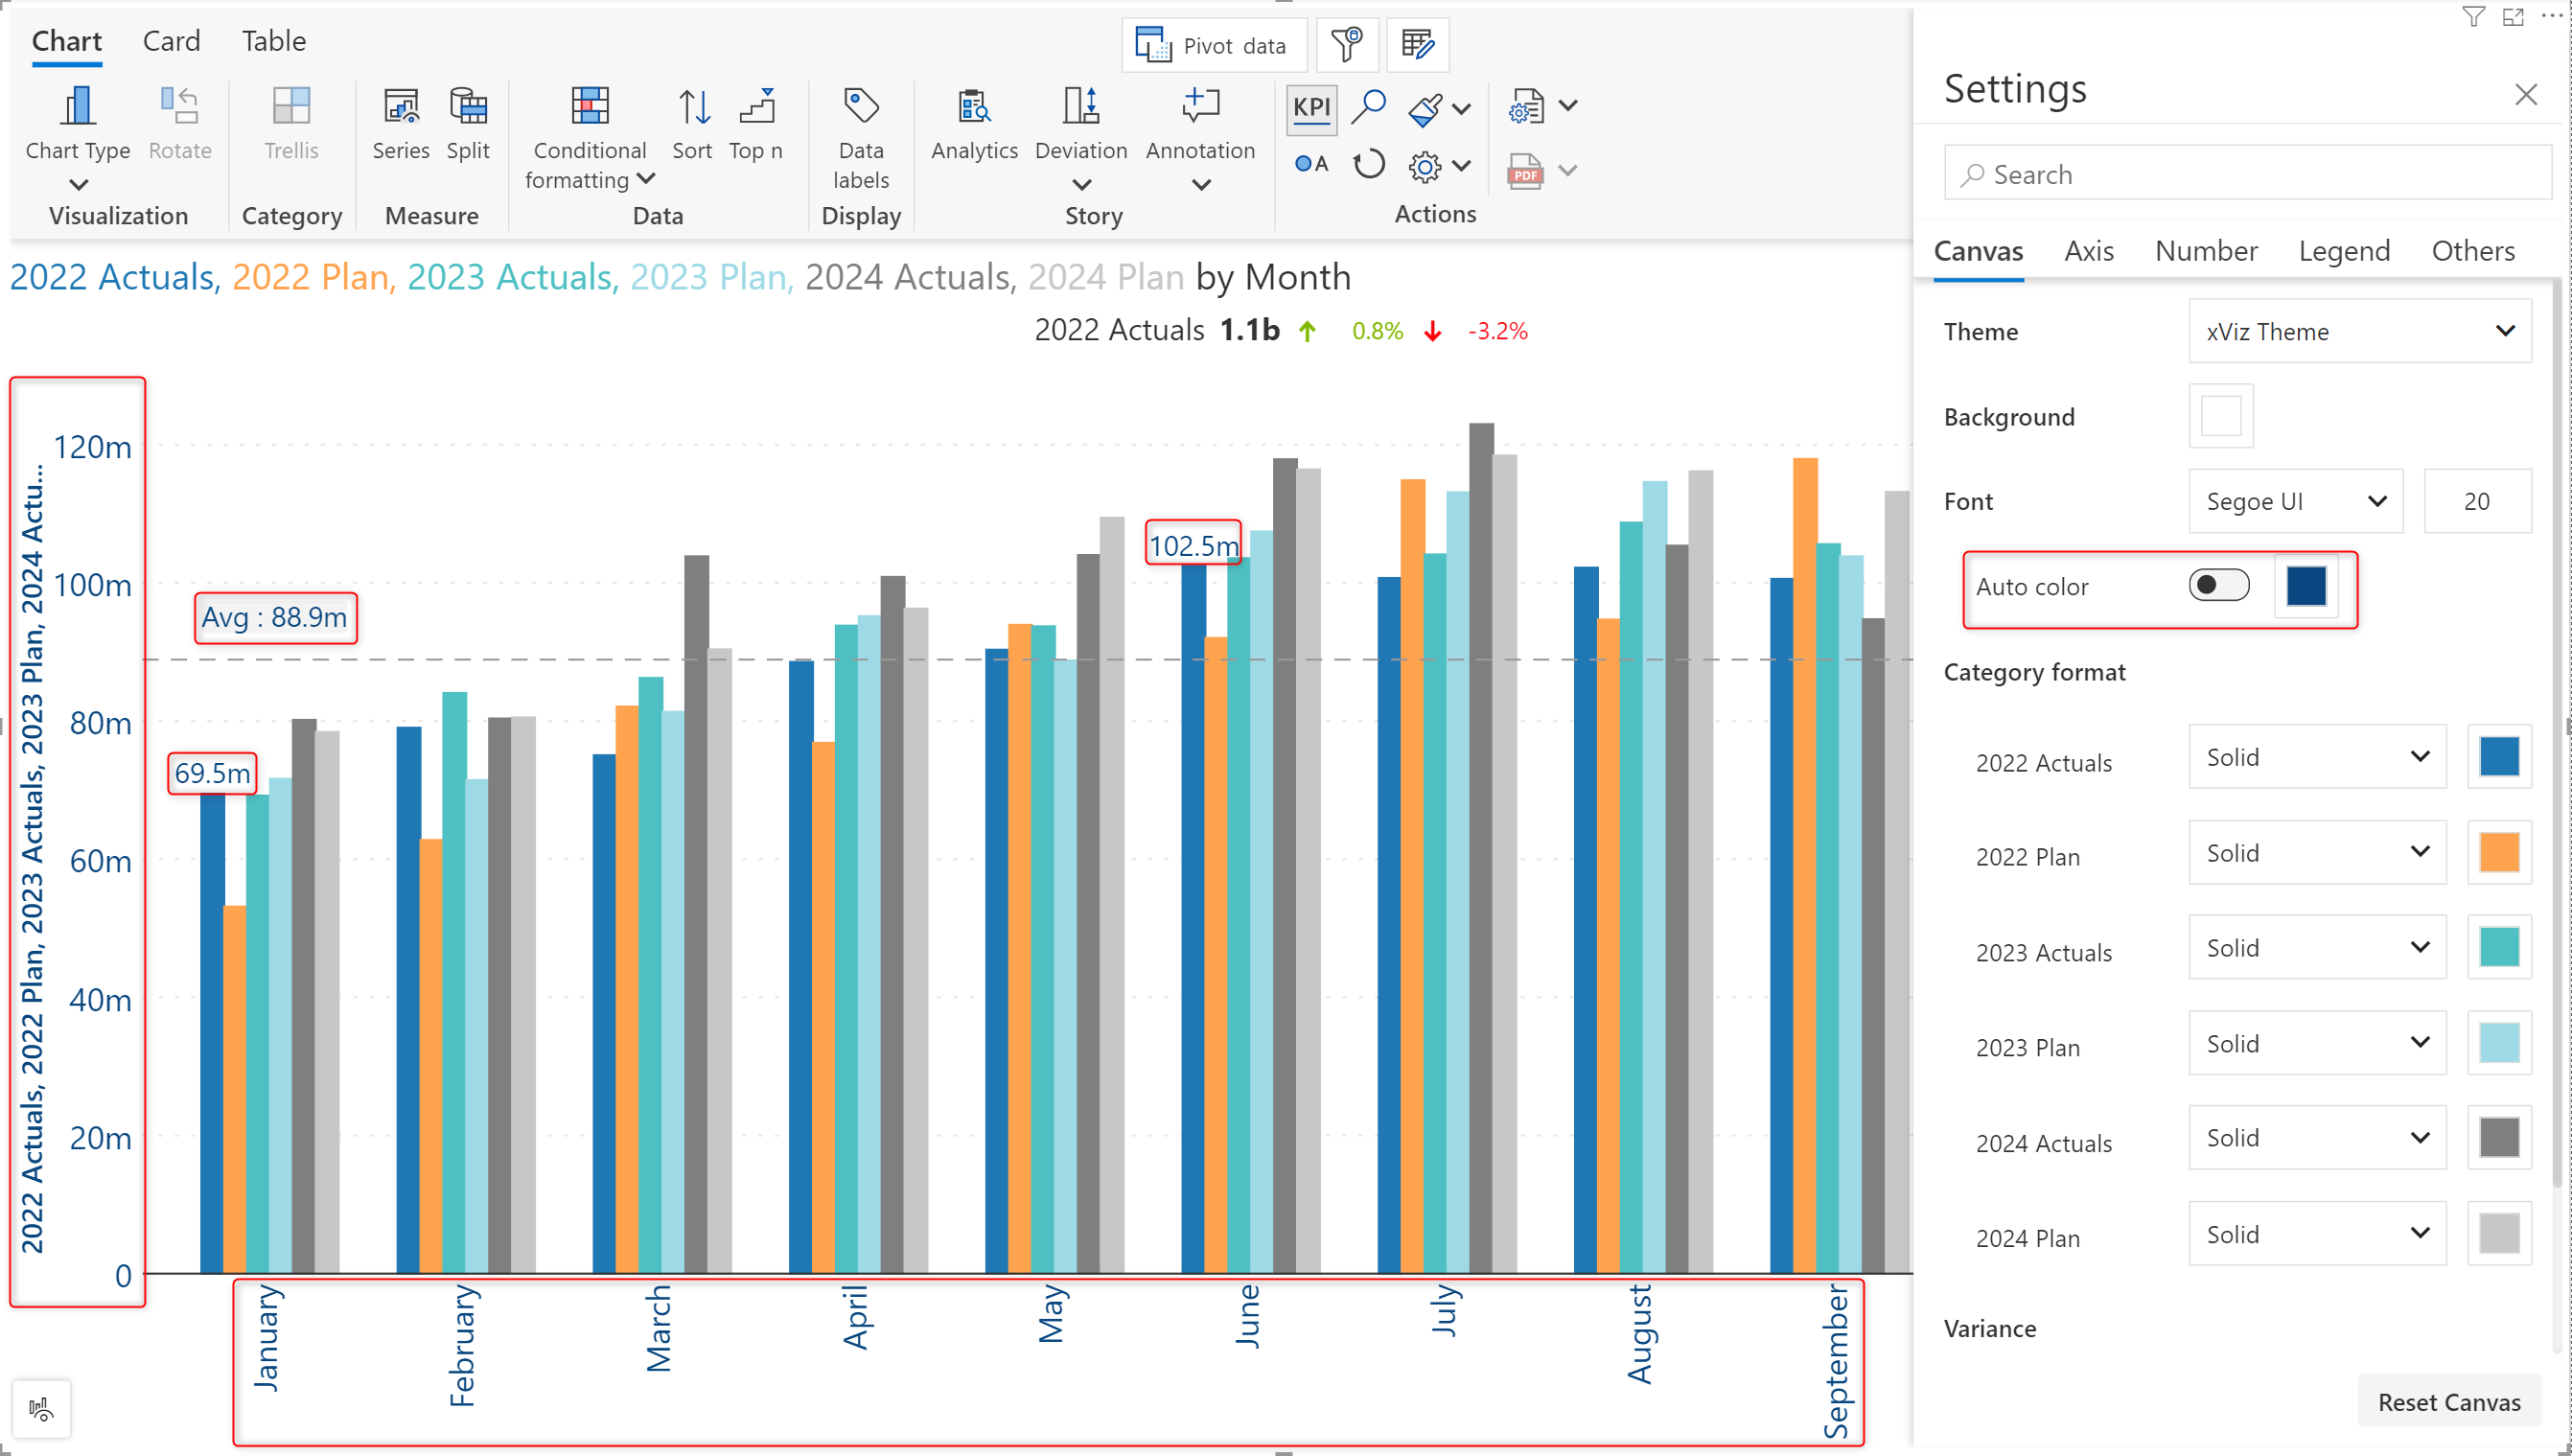 Chart Card Table
Pivot data
Chart Type Rotate
Trellis
Series Split
Conditional formatting
Sort Top n
Data labels
Analytics Deviation Annotation
KPI
A
PDF
Visualization Category Measure Data Display Story Actions
2022 Actuals, 2022 Plan, 2023 Actuals, 2023 Plan, 2024 Actuals, 2024 Plan by Month
2022 Actuals 1.1b 0.8% -3.2%
2022 Actuals, 2022 Plan, 2023 Actuals, 2023 Plan, 2024 Actu...
120m
100m
80m
60m
40m
20m
0
Avg : 88.9m
69.5m
102.5m
January
February
March
April
May
June
July
August
September
Settings
Search
Canvas Axis Number Legend Others
Theme xViz Theme
Background
Font Segoe UI 20
Auto color
Category format
2022 Actuals Solid
2022 Plan Solid
2023 Actuals Solid
2023 Plan Solid
2024 Actuals Solid
2024 Plan Solid
Variance
Reset Canvas